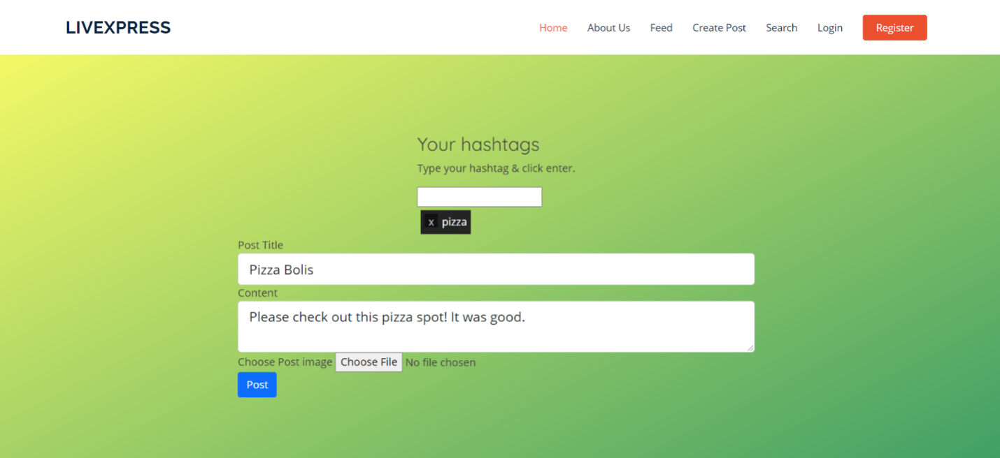 LIVEXPRESS Home About Us Feed Create Post Search Login Register
Your hashtags
Type your hashtag & click enter.
x pizza
Post Title
Pizza Bolis
Content
Please check out this pizza spot! It was good.
Choose Post image Choose File No file chosen
Post